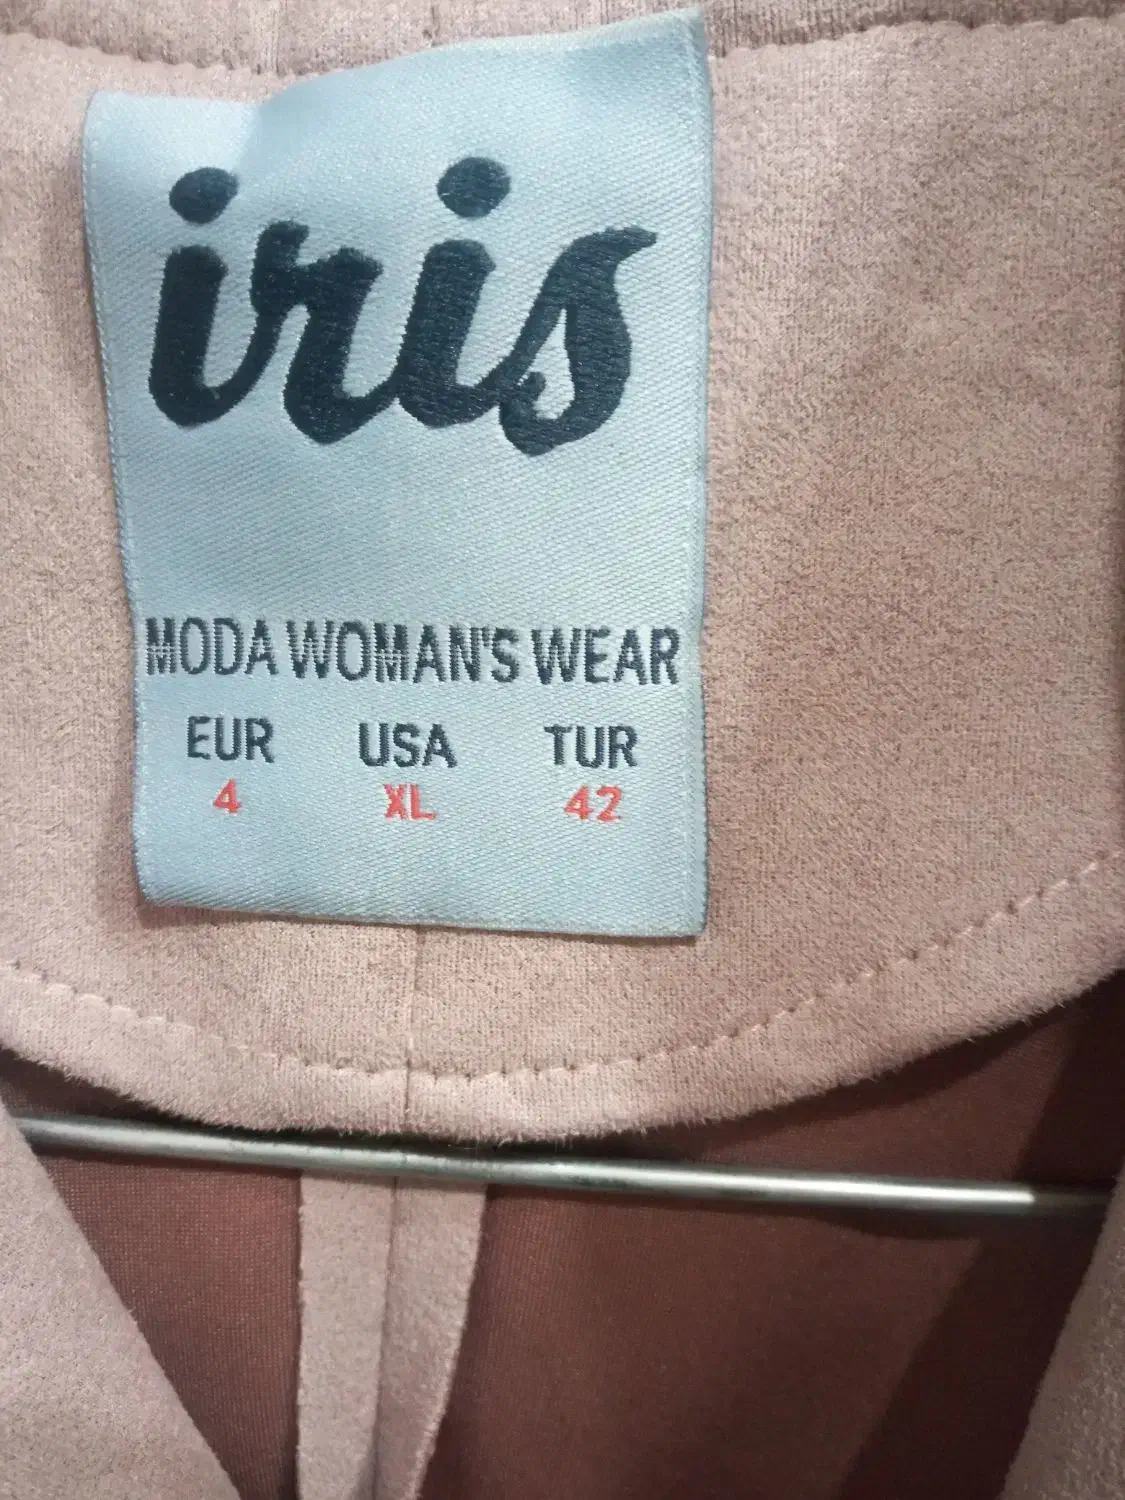 iris
MODA WOMAN'S WEAR
EUR USA TUR
4 XL 42